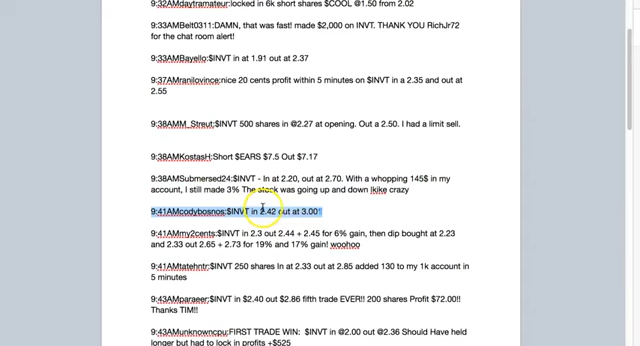 9:32AMdaytramateur:locked in 6k short shares $COOL @1.50 from 2.02
9:33AMBelt0311:DAMN, that was fast! made $2,000 on INVT. THANK YOU RichJr72
for the chat room alert!
9:33AMBayello:$INVT in at 1.91 out at 2.37
9:37AMranilovince:nice 20 cents profit within 5 minutes on $INVT in a 2.35 and out at
2.55
9:38AMM_Streut:$INVT 500 shares in @2.27 at opening. Out a 2.50. I had a limit sell.
9:38AMKostasH:Short $EARS $7.5 Out $7.17
9:38AMSubmersed24:$INVT - In at 2.20, out at 2.70. With a whopping 145$ in my
account, I still made 3% The stock was going up and down lkike crazy
9:41AMcodybosnos:$INVT in 2.42 out at 3.00!
9:41AMmy2cents:$INVT in 2.3 out 2.44 + 2.45 for 6% gain, then dip bought at 2.23
and 2.33 out 2.65 + 2.73 for 19% and 17% gain! woohoo
9:41AMtatehntr:$INVT 250 shares In at 2.33 out at 2.85 added 130 to my 1k account in
5 minutes
9:43AMparaeer:$INVT in $2.40 out $2.86 fifth trade EVER!! 200 shares Profit $72.00!!
Thanks TIM!!
9:43AMunknowncpu:FIRST TRADE WIN: $INVT in @2.00 out @2.36 Should Have held
longer but had to lock in profits +$525